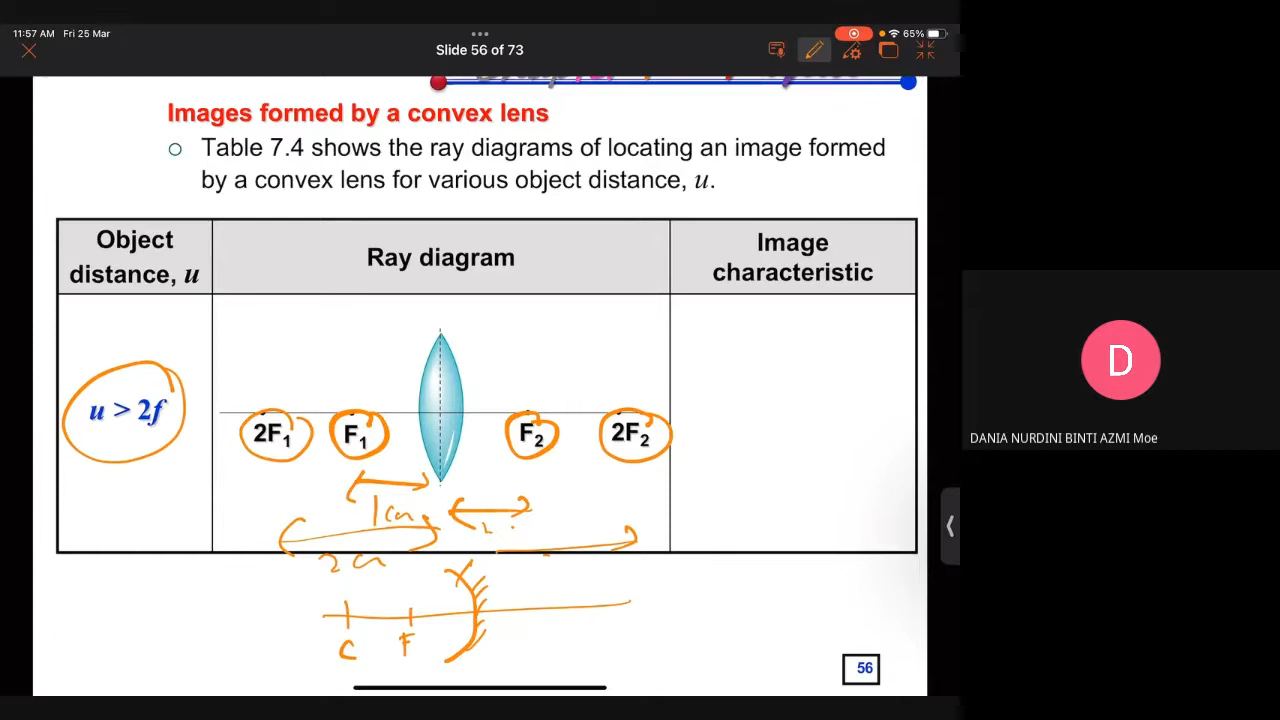 11:57 AM Fri 25 Mar
65%
Slide 56 of 73
Images formed by a convex lens
Table 7.4 shows the ray diagrams of locating an image formed
by a convex lens for various object distance, u.
Object
distance, u
Ray diagram
Image
characteristic
u > 2f
2F₁ F₁ F₂ 2F₂
1cm
2cm
C F
56
D
DANIA NURDINI BINTI AZMI Moe